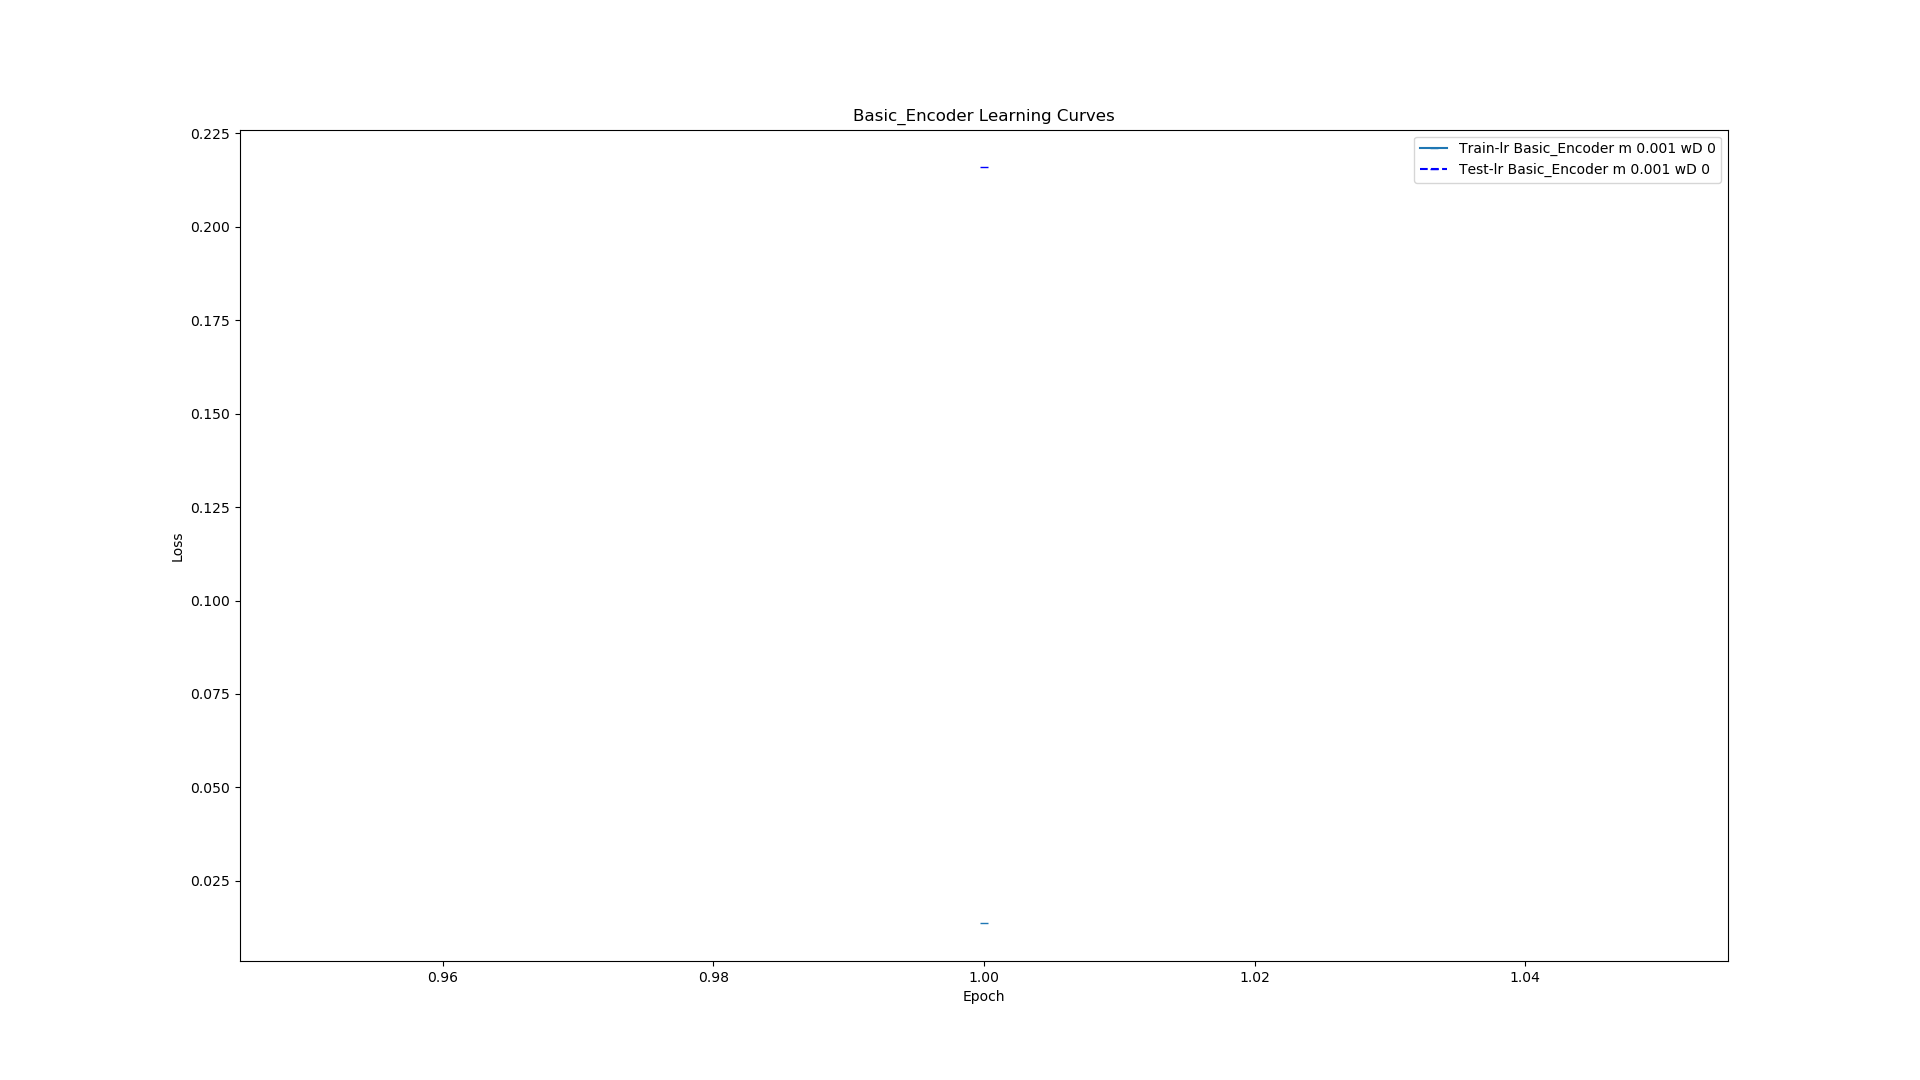 Basic_Encoder Learning Curves
Train-lr Basic_Encoder m 0.001 wD 0
Test-lr Basic_Encoder m 0.001 wD 0
0.225
0.200
0.175
0.150
0.125
0.100
0.075
0.050
0.025
Loss
0.96 0.98 1.00 1.02 1.04
Epoch